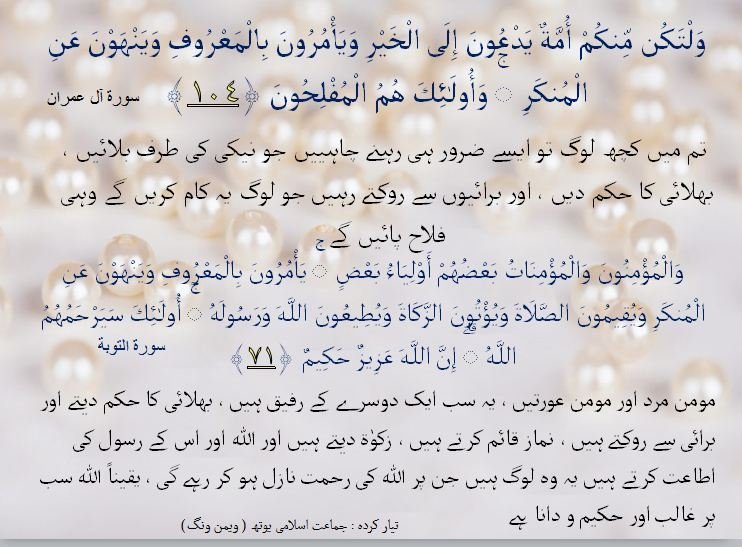 وَلْتَكُن مِّنكُمْ أُمَّةٌ يَدْعُونَ إِلَى الْخَيْرِ وَيَأْمُرُونَ بِالْمَعْرُوفِ وَيَنْهَوْنَ عَنِ
الْمُنكَرِ ۚ وَأُولَٰئِكَ هُمُ الْمُفْلِحُونَ ﴿١٠٤﴾ سورة آل عمران
تم میں کچھ لوگ تو ایسے ضرور ہی رہنے چاہییں جو نیکی کی طرف بلائیں ،
بھلائی کا حکم دیں ، اور برائیوں سے روکتے رہیں جو لوگ یہ کام کریں گے وہی
فلاح پائیں گے
وَالْمُؤْمِنُونَ وَالْمُؤْمِنَاتُ بَعْضُهُمْ أَوْلِيَاءُ بَعْضٍ ۚ يَأْمُرُونَ بِالْمَعْرُوفِ وَيَنْهَوْنَ عَنِ
الْمُنكَرِ وَيُقِيمُونَ الصَّلَاةَ وَيُؤْتُونَ الزَّكَاةَ وَيُطِيعُونَ اللَّهَ وَرَسُولَهُ ۚ أُولَٰئِكَ سَيَرْحَمُهُمُ
اللَّهُ ۗ إِنَّ اللَّهَ عَزِيزٌ حَكِيمٌ ﴿٧١﴾ سورة التوبة
مومن مرد اور مومن عورتیں ، یہ سب ایک دوسرے کے رفیق ہیں ، بھلائی کا حکم دیتے اور
برائی سے روکتے ہیں ، نماز قائم کرتے ہیں ، زکوٰة دیتے ہیں اور اللہ اور اس کے رسول کی
اطاعت کرتے ہیں یہ وہ لوگ ہیں جن پر اللہ کی رحمت نازل ہو کر رہے گی ، یقیناً اللہ سب
پر غالب اور حکیم و دانا ہے
تیار کردہ : جماعت اسلامی یوتھ ( ویمن ونگ )